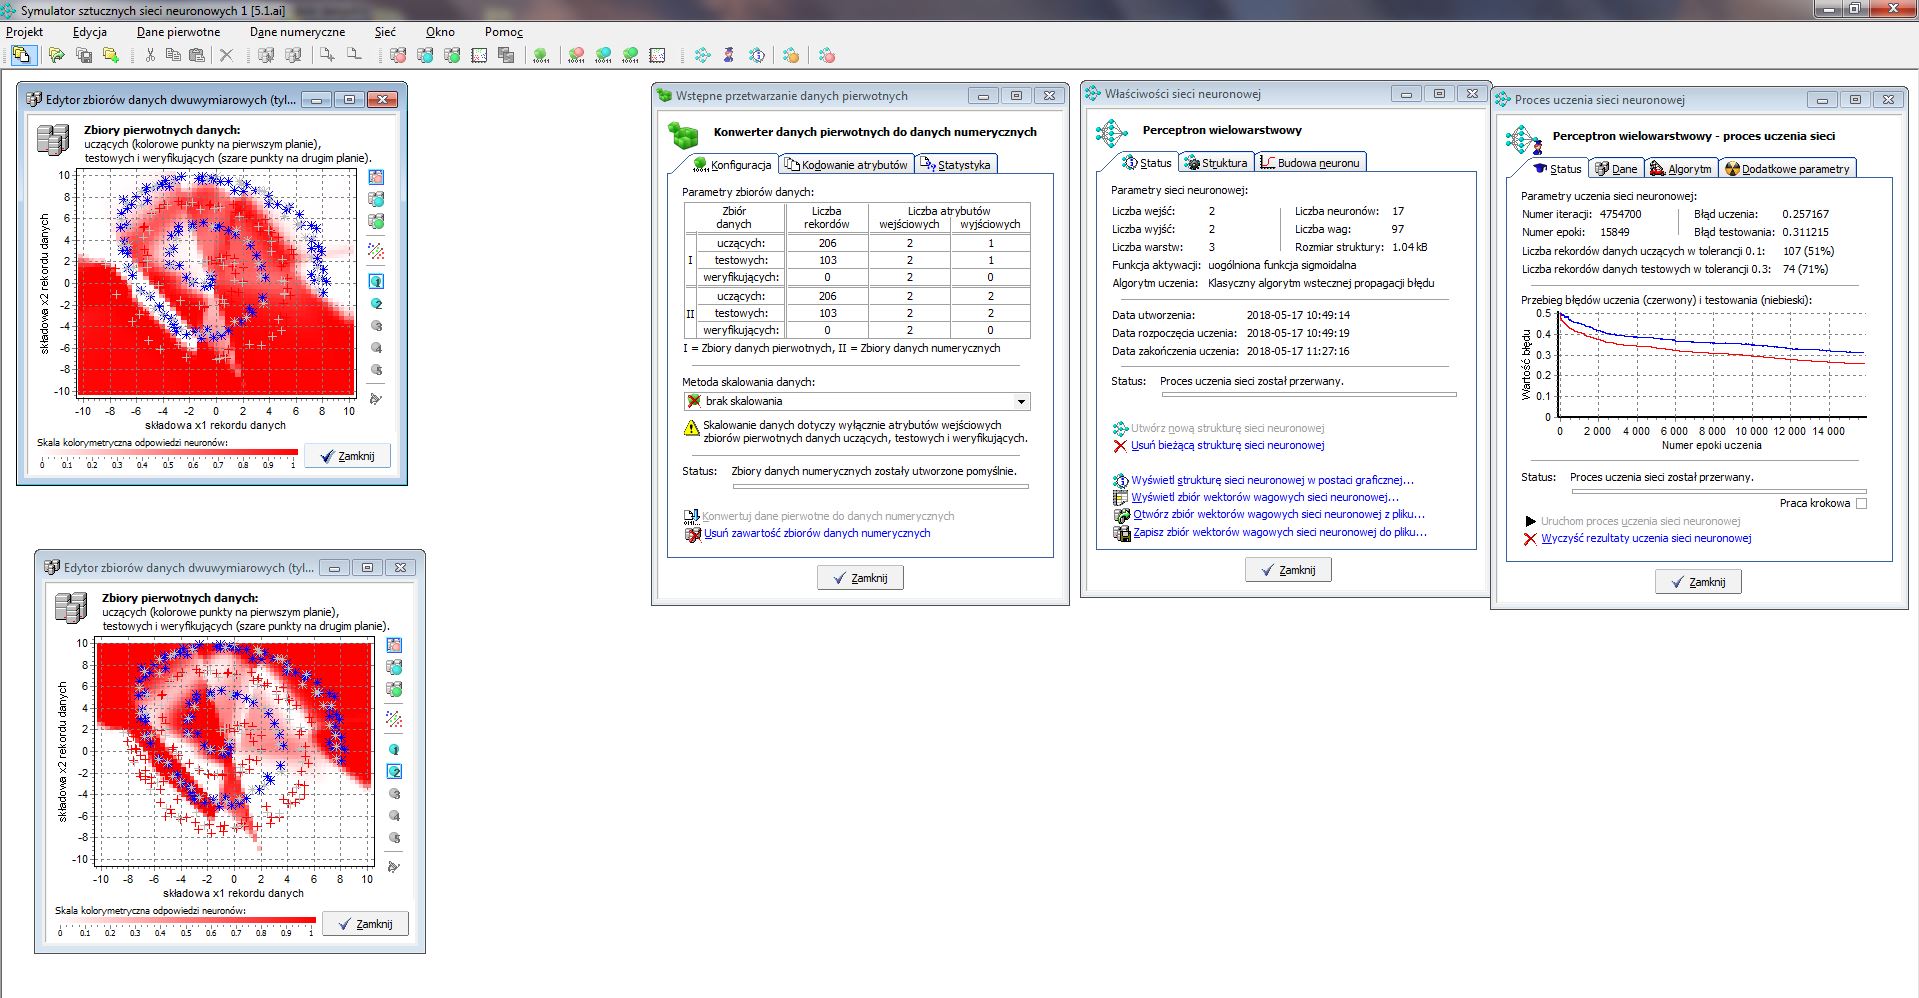 Symulator sztucznych sieci neuronowych 1 [5.1.ai]
Projekt Edycja Dane pierwotne Dane numeryczne Sieć Okno Pomoc
Edytor zbiorów danych dwuwymiarowych (tyl...
Zbiory pierwotnych danych:
uczących (kolorowe punkty na pierwszym planie),
testowych i weryfikujących (szare punkty na drugim planie).
składowa x2 rekordu danych
10
8
6
4
2
0
-2
-4
-6
-8
-10
-10 -8 -6 -4 -2 0 2 4 6 8 10
składowa x1 rekordu danych
Skala kolorymetryczna odpowiedzi neuronów:
0 0.1 0.2 0.3 0.4 0.5 0.6 0.7 0.8 0.9 1
Zamknij
1
2
3
4
5
Edytor zbiorów danych dwuwymiarowych (tyl...
Zbiory pierwotnych danych:
uczących (kolorowe punkty na pierwszym planie),
testowych i weryfikujących (szare punkty na drugim planie).
składowa x2 rekordu danych
10
8
6
4
2
0
-2
-4
-6
-8
-10
-10 -8 -6 -4 -2 0 2 4 6 8 10
składowa x1 rekordu danych
Skala kolorymetryczna odpowiedzi neuronów:
0 0.1 0.2 0.3 0.4 0.5 0.6 0.7 0.8 0.9 1
Zamknij
1
2
3
4
5
Wstępne przetwarzanie danych pierwotnych
Konwerter danych pierwotnych do danych numerycznych
Konfiguracja Kodowanie atrybutów Statystyka
Parametry zbiorów danych:
Zbiór danych Liczba rekordów Liczba atrybutów
wejściowych wyjściowych
I uczących: 206 2 1
testowych: 103 2 1
weryfikujących: 0 2 0
II uczących: 206 2 2
testowych: 103 2 2
weryfikujących: 0 2 0
I = Zbiory danych pierwotnych, II = Zbiory danych numerycznych
Metoda skalowania danych:
brak skalowania
Skalowanie danych dotyczy wyłącznie atrybutów wejściowych
zbiorów pierwotnych danych uczących, testowych i weryfikujących.
Status: Zbiory danych numerycznych zostały utworzone pomyślnie.
Konwertuj dane pierwotne do danych numerycznych
Usuń zawartość zbiorów danych numerycznych
Zamknij
Właściwości sieci neuronowej
Perceptron wielowarstwowy
Status Struktura Budowa neuronu
Parametry sieci neuronowej:
Liczba wejść: 2 Liczba neuronów: 17
Liczba wyjść: 2 Liczba wag: 97
Liczba warstw: 3 Rozmiar struktury: 1.04 kB
Funkcja aktywacji: uogólniona funkcja sigmoidalna
Algorytm uczenia: Klasyczny algorytm wstecznej propagacji błędu
Data utworzenia: 2018-05-17 10:49:14
Data rozpoczęcia uczenia: 2018-05-17 10:49:19
Data zakończenia uczenia: 2018-05-17 11:27:16
Status: Proces uczenia sieci został przerwany.
Utwórz nową strukturę sieci neuronowej
Usuń bieżącą strukturę sieci neuronowej
Wyświetl strukturę sieci neuronowej w postaci graficznej...
Wyświetl zbiór wektorów wagowych sieci neuronowej...
Otwórz zbiór wektorów wagowych sieci neuronowej z pliku...
Zapisz zbiór wektorów wagowych sieci neuronowej do pliku...
Zamknij
Proces uczenia sieci neuronowej
Perceptron wielowarstwowy - proces uczenia sieci
Status Dane Algorytm Dodatkowe parametry
Parametry uczenia sieci neuronowej:
Numer iteracji: 4754700 Błąd uczenia: 0.257167
Numer epoki: 15849 Błąd testowania: 0.311215
Liczba rekordów danych uczących w tolerancji 0.1: 107 (51%)
Liczba rekordów danych testowych w tolerancji 0.3: 74 (71%)
Przebieg błędów uczenia (czerwony) i testowania (niebieski):
Wartość błędu
0.5
0.4
0.3
0.2
0.1
0
0 2 000 4 000 6 000 8 000 10 000 12 000 14 000
Numer epoki uczenia
Status: Proces uczenia sieci został przerwany.
Praca krokowa
Uruchom proces uczenia sieci neuronowej
Wyczyść rezultaty uczenia sieci neuronowej
Zamknij